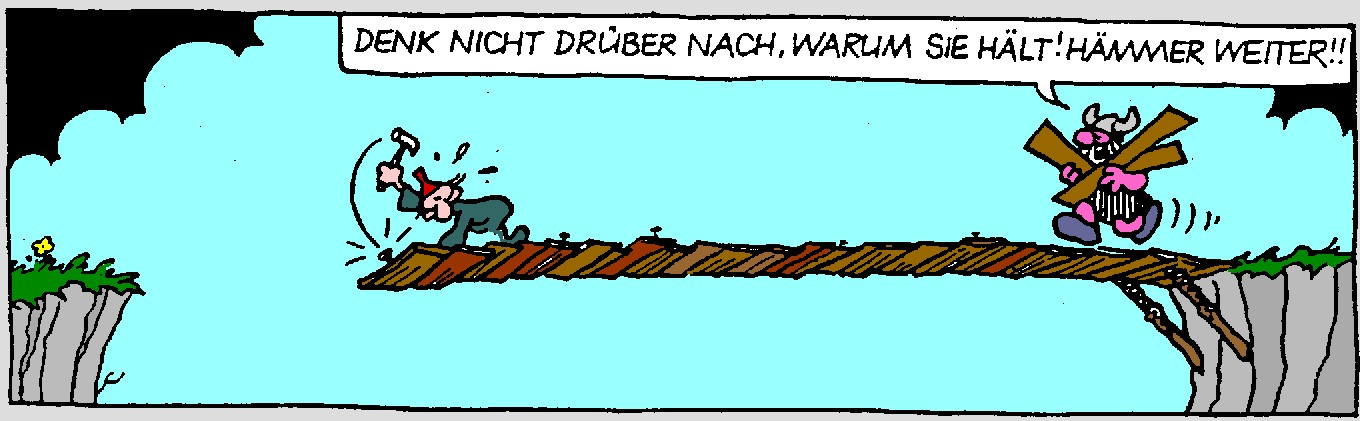 DENK NICHT DRÜBER NACH, WARUM SIE HÄLT! HÄMMER WEITER!!